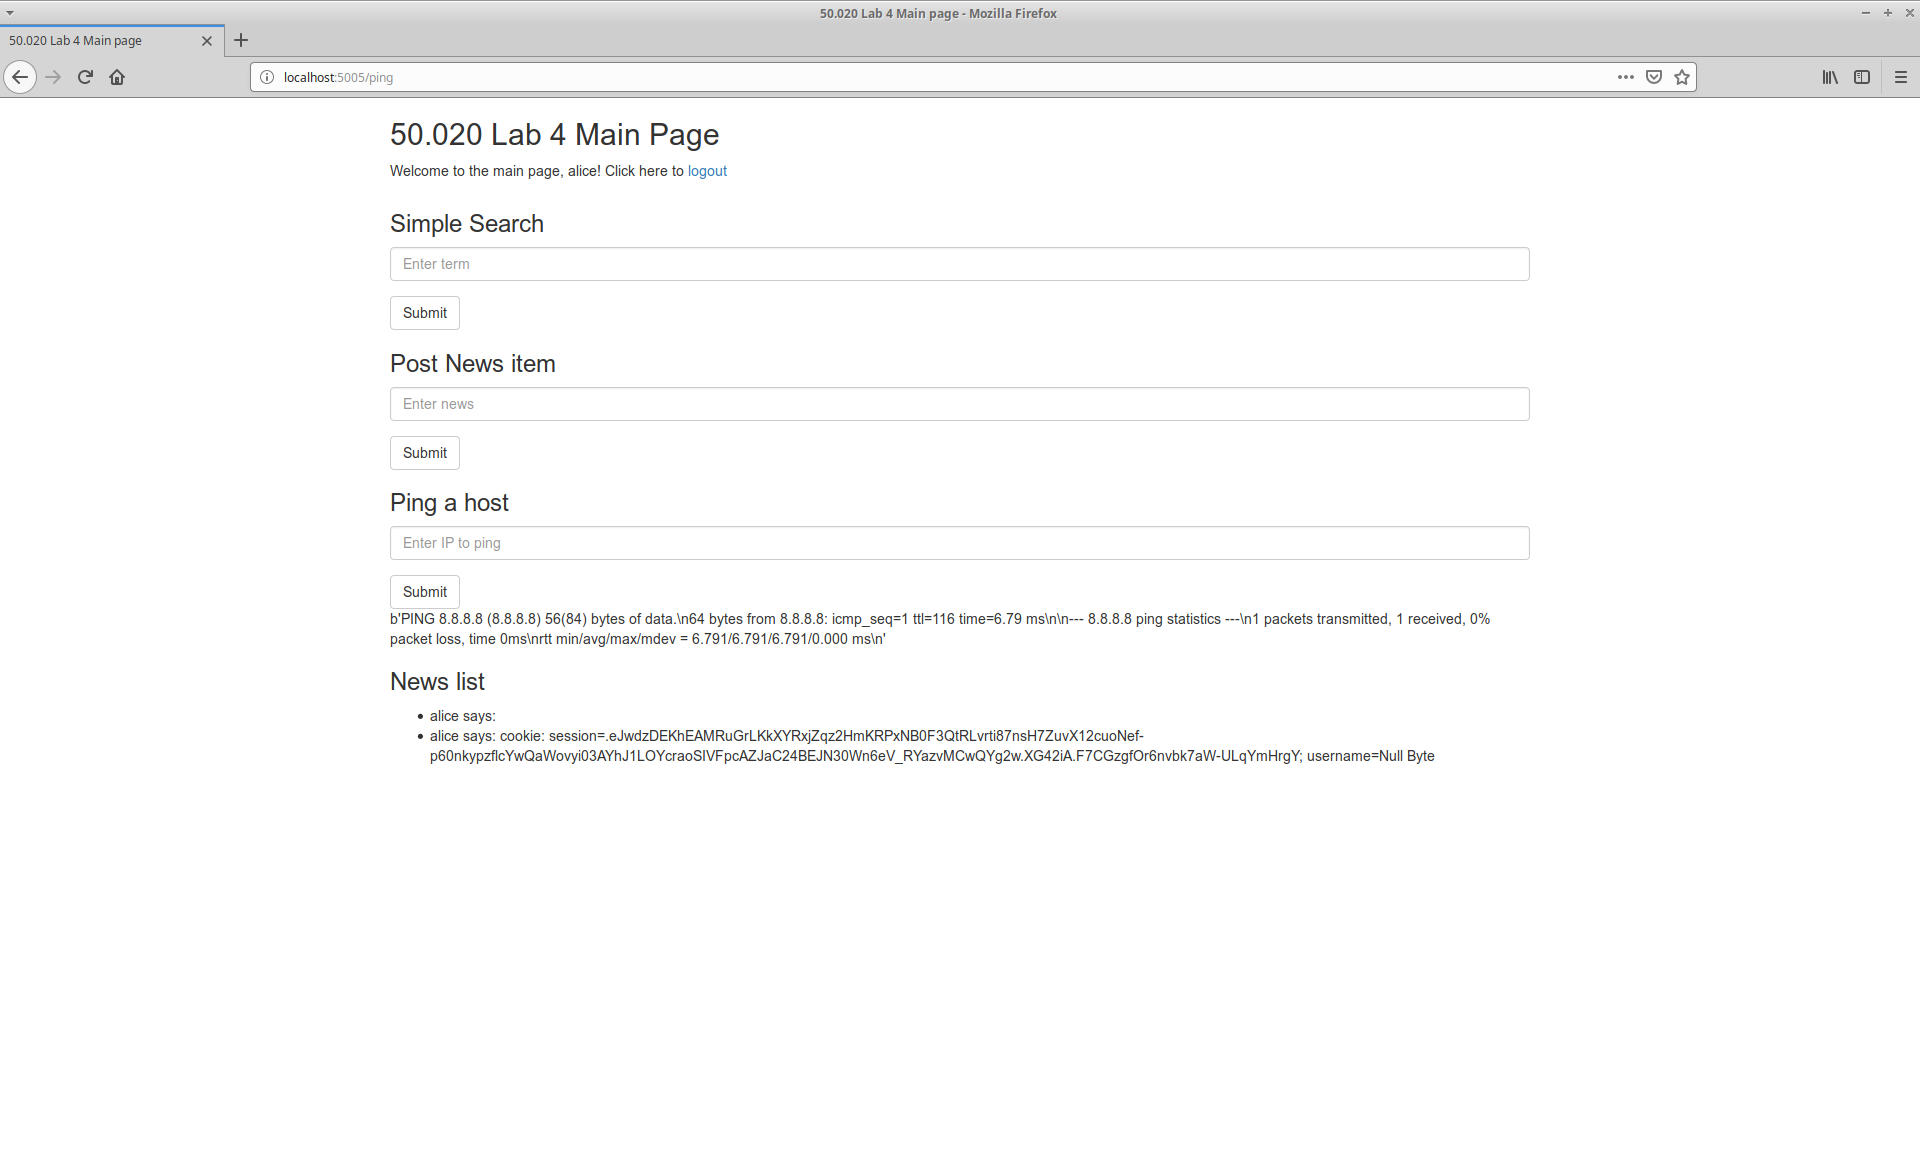 50.020 Lab 4 Main page - Mozilla Firefox
50.020 Lab 4 Main page
localhost:5005/ping
50.020 Lab 4 Main Page
Welcome to the main page, alice! Click here to logout
Simple Search
Enter term
Submit
Post News item
Enter news
Submit
Ping a host
Enter IP to ping
Submit
b'PING 8.8.8.8 (8.8.8.8) 56(84) bytes of data.\n64 bytes from 8.8.8.8: icmp_seq=1 ttl=116 time=6.79 ms\n\n--- 8.8.8.8 ping statistics ---\n1 packets transmitted, 1 received, 0%
packet loss, time 0ms\nrtt min/avg/max/mdev = 6.791/6.791/6.791/0.000 ms\n'
News list
alice says:
alice says: cookie: session=.eJwdzDEKhEAMRuGrLKkXYRxjZqz2HmKRPxNB0F3QtRLvrti87nsH7ZuvX12cuoNef-
p60nkypzflcYwQaWovyi03AYhJ1LOYcraoSIVFpcAZJaC24BEJN30Wn6eV_RYazvMCwQYg2w.XG42iA.F7CGzgfOr6nvbk7aW-ULqYmHrgY; username=Null Byte